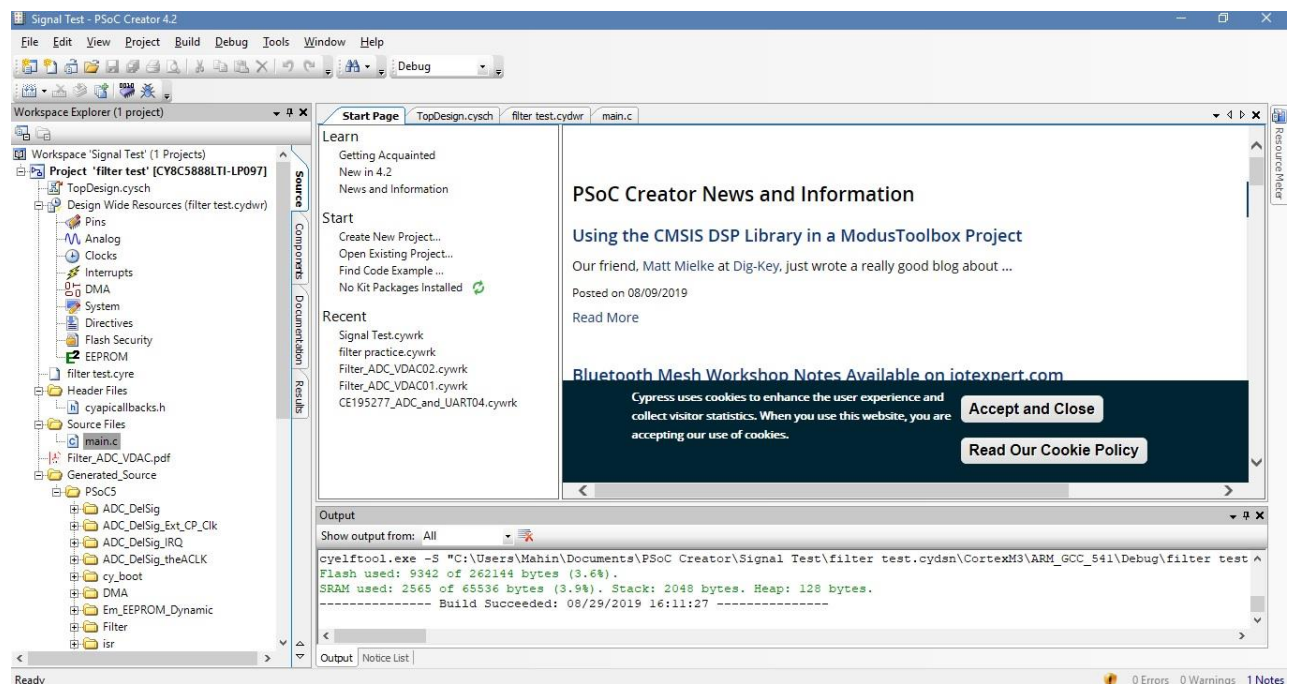 Signal Test - PSoC Creator 4.2
File Edit View Project Build Debug Tools Window Help
Debug
Workspace Explorer (1 project)
Workspace 'Signal Test' (1 Projects)
Project 'filter test' [CY8C5888LTI-LP097]
TopDesign.cysch
Design Wide Resources (filter test.cydwr)
Pins
Analog
Clocks
Interrupts
DMA
System
Directives
Flash Security
EEPROM
filter test.cyre
Header Files
cyapicallbacks.h
Source Files
main.c
Filter_ADC_VDAC.pdf
Generated_Source
PSoC5
ADC_DelSig
ADC_DelSig_Ext_CP_Clk
ADC_DelSig_IRQ
ADC_DelSig_theACLK
cy_boot
DMA
Em_EEPROM_Dynamic
Filter
isr
Source
Components
Documentation
Results
Start Page TopDesign.cysch filter test.cydwr main.c
Learn
Getting Acquainted
New in 4.2
News and Information
Start
Create New Project...
Open Existing Project...
Find Code Example ...
No Kit Packages Installed
Recent
Signal Test.cywrk
filter practice.cywrk
Filter_ADC_VDAC02.cywrk
Filter_ADC_VDAC01.cywrk
CE195277_ADC_and_UART04.cywrk
PSoC Creator News and Information
Using the CMSIS DSP Library in a ModusToolbox Project
Our friend, Matt Mielke at Dig-Key, just wrote a really good blog about ...
Posted on 08/09/2019
Read More
Bluetooth Mesh Workshop Notes Available on iotexpert.com
Cypress uses cookies to enhance the user experience and
collect visitor statistics. When you use this website, you are
accepting our use of cookies.
Accept and Close
Read Our Cookie Policy
Resource Meter
Output
Show output from: All
cyelftool.exe -S "C:\Users\Mahin\Documents\PSoC Creator\Signal Test\filter test.cydsn\CortexM3\ARM_GCC_541\Debug\filter test
Flash used: 9342 of 262144 bytes (3.6%).
SRAM used: 2565 of 65536 bytes (3.9%). Stack: 2048 bytes. Heap: 128 bytes.
--------------- Build Succeeded: 08/29/2019 16:11:27 ---------------
Output Notice List
Ready
0 Errors 0 Warnings 1 Notes